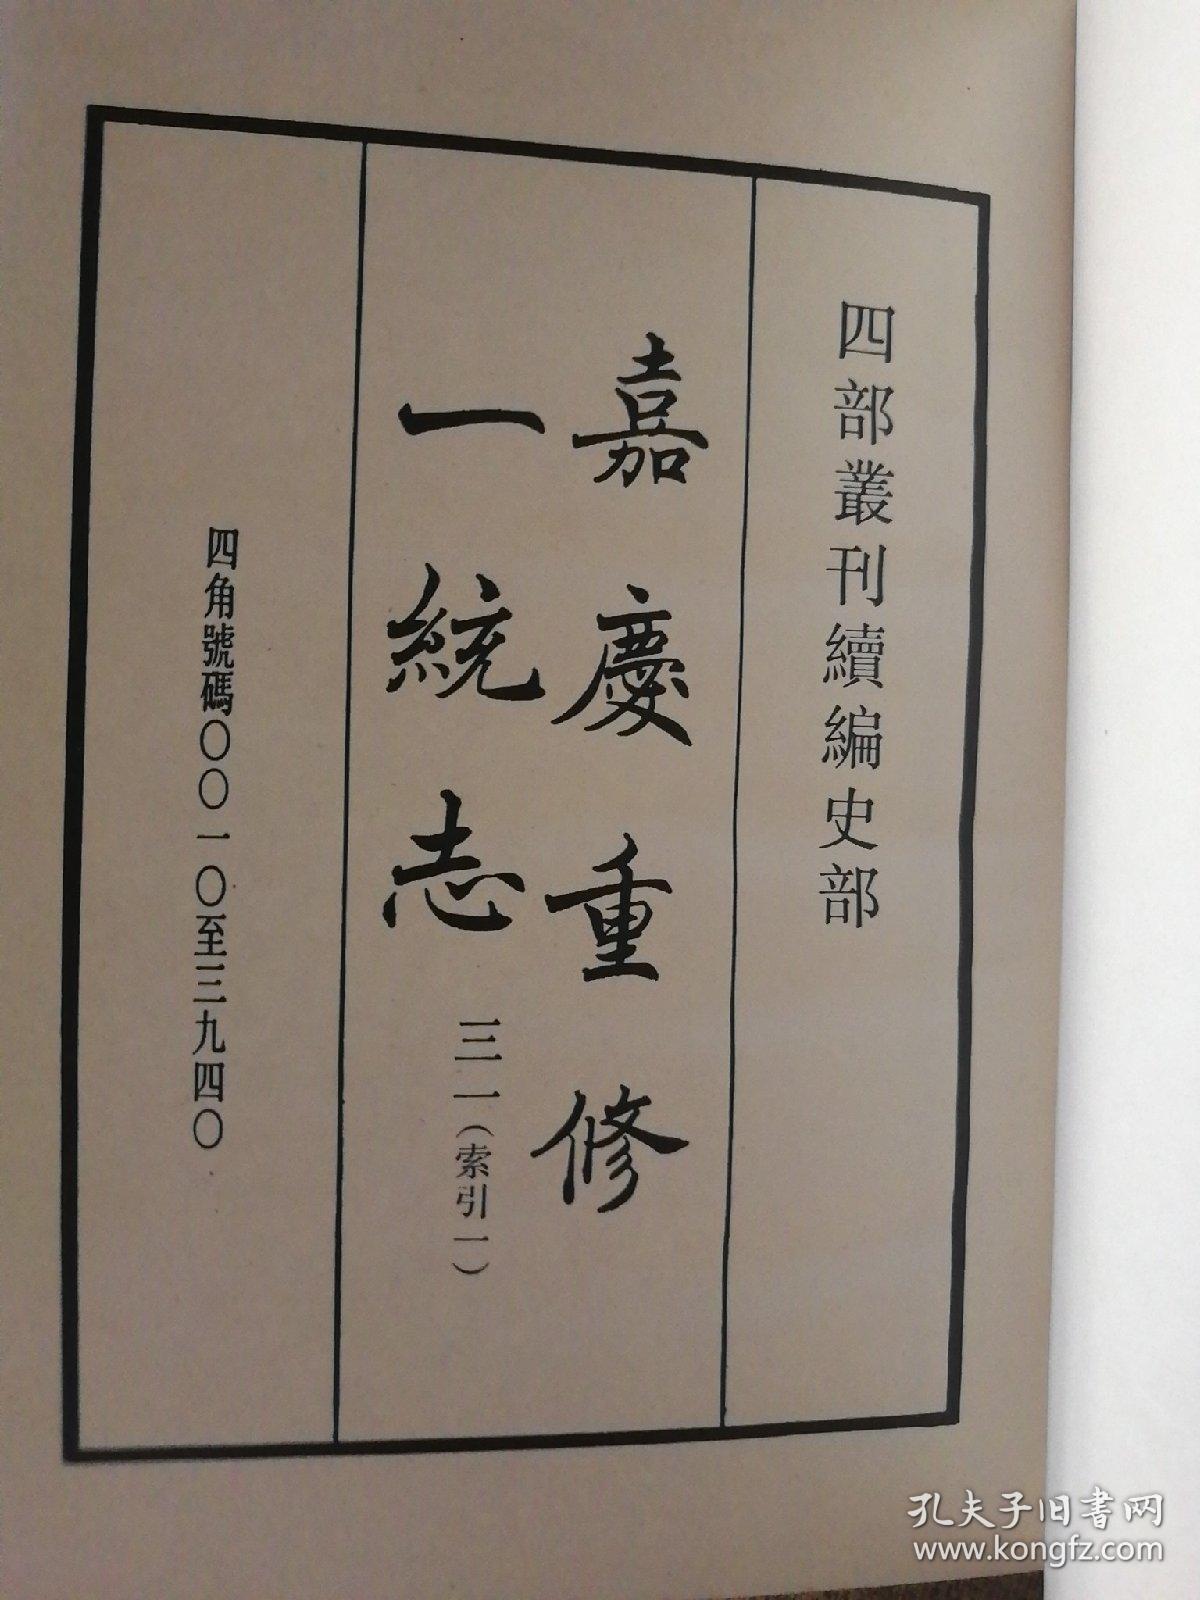 四部叢刊續編史部
嘉慶重修
一統志
三一(索引一)
四角號碼〇〇一〇至三九四〇
孔夫子旧书网
www.kongfz.com